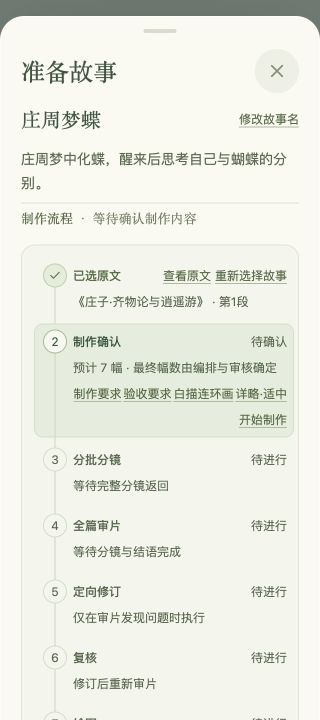 准备故事
庄周梦蝶 修改故事名
庄周梦中化蝶，醒来后思考自己与蝴蝶的分
别。
制作流程 · 等待确认制作内容
已选原文 查看原文 重新选择故事
《庄子·齐物论与逍遥游》 · 第1段
2 制作确认 待确认
预计 7 幅 · 最终幅数由编排与审核确定
制作要求 验收要求 白描连环画 详略·适中
开始制作
3 分批分镜 待进行
等待完整分镜返回
4 全篇审片 待进行
等待分镜与结语完成
5 定向修订 待进行
仅在审片发现问题时执行
6 复核 待进行
修订后重新审片